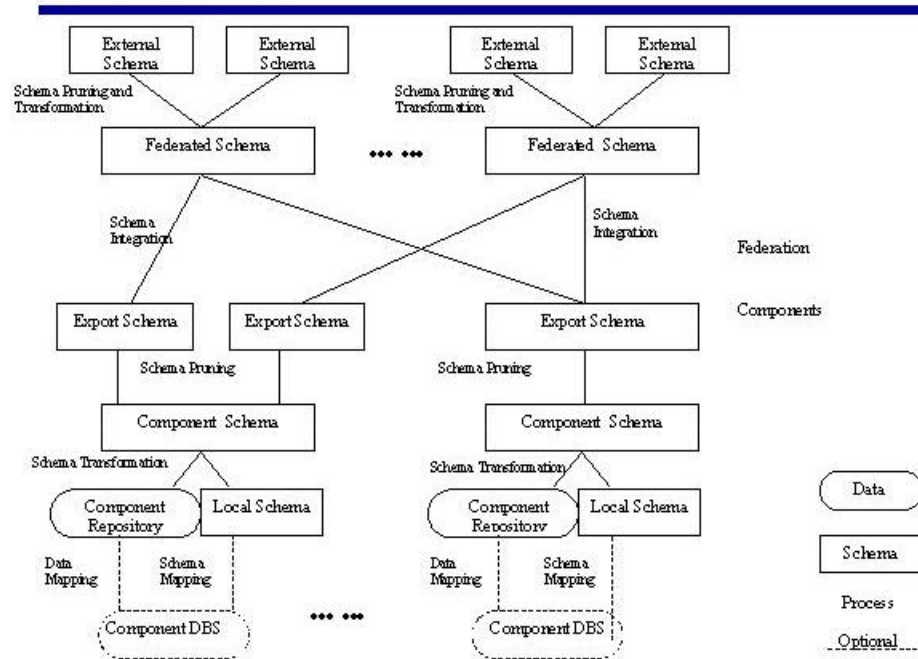 External
Schema
External
Schema
External
Schema
External
Schema
Schema Pruning and
Transformation
Schema Pruning and
Transformation
Federated Schema
Federated Schema
Schema
Integration
Schema
Integration
Federation
Components
Export Schema
Export Schema
Export Schema
Schema Pruning
Schema Pruning
Component Schema
Component Schema
Schema Transformation
Schema Transformation
Component
Repository
Local Schema
Component
Repository
Local Schema
Data
Data
Mapping
Schema
Mapping
Data
Mapping
Schema
Mapping
Schema
Process
Component DBS
Component DBS
Optional